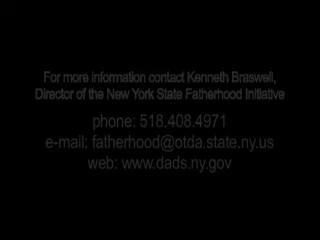 For more information contact Kenneth Braswell,
Director of the New York State Fatherhood Initiative
phone: 518.408.4971
e-mail: fatherhood@otda.state.ny.us
web: www.dads.ny.gov